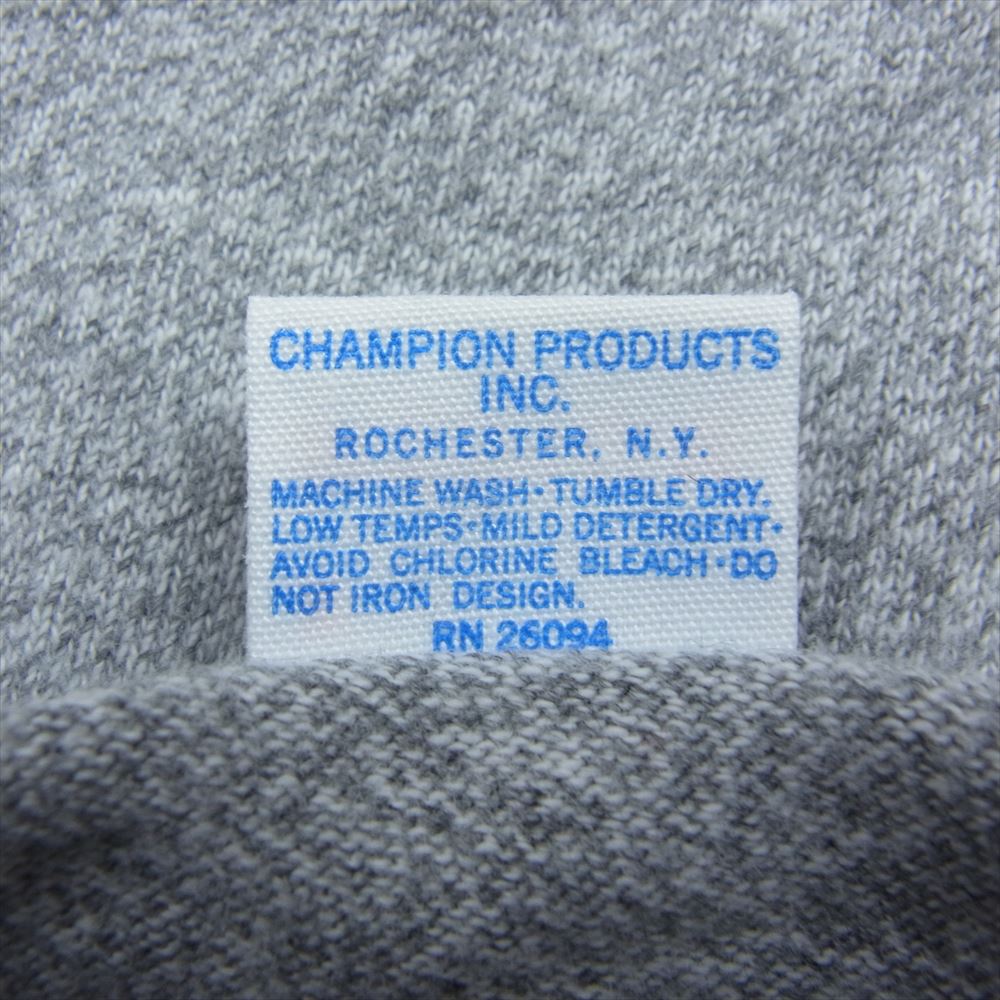 CHAMPION PRODUCTS
INC.
ROCHESTER, N.Y.
MACHINE WASH·TUMBLE DRY.
LOW TEMPS·MILD DETERGENT·
AVOID CHLORINE BLEACH·DO
NOT IRON DESIGN.
RN 26094